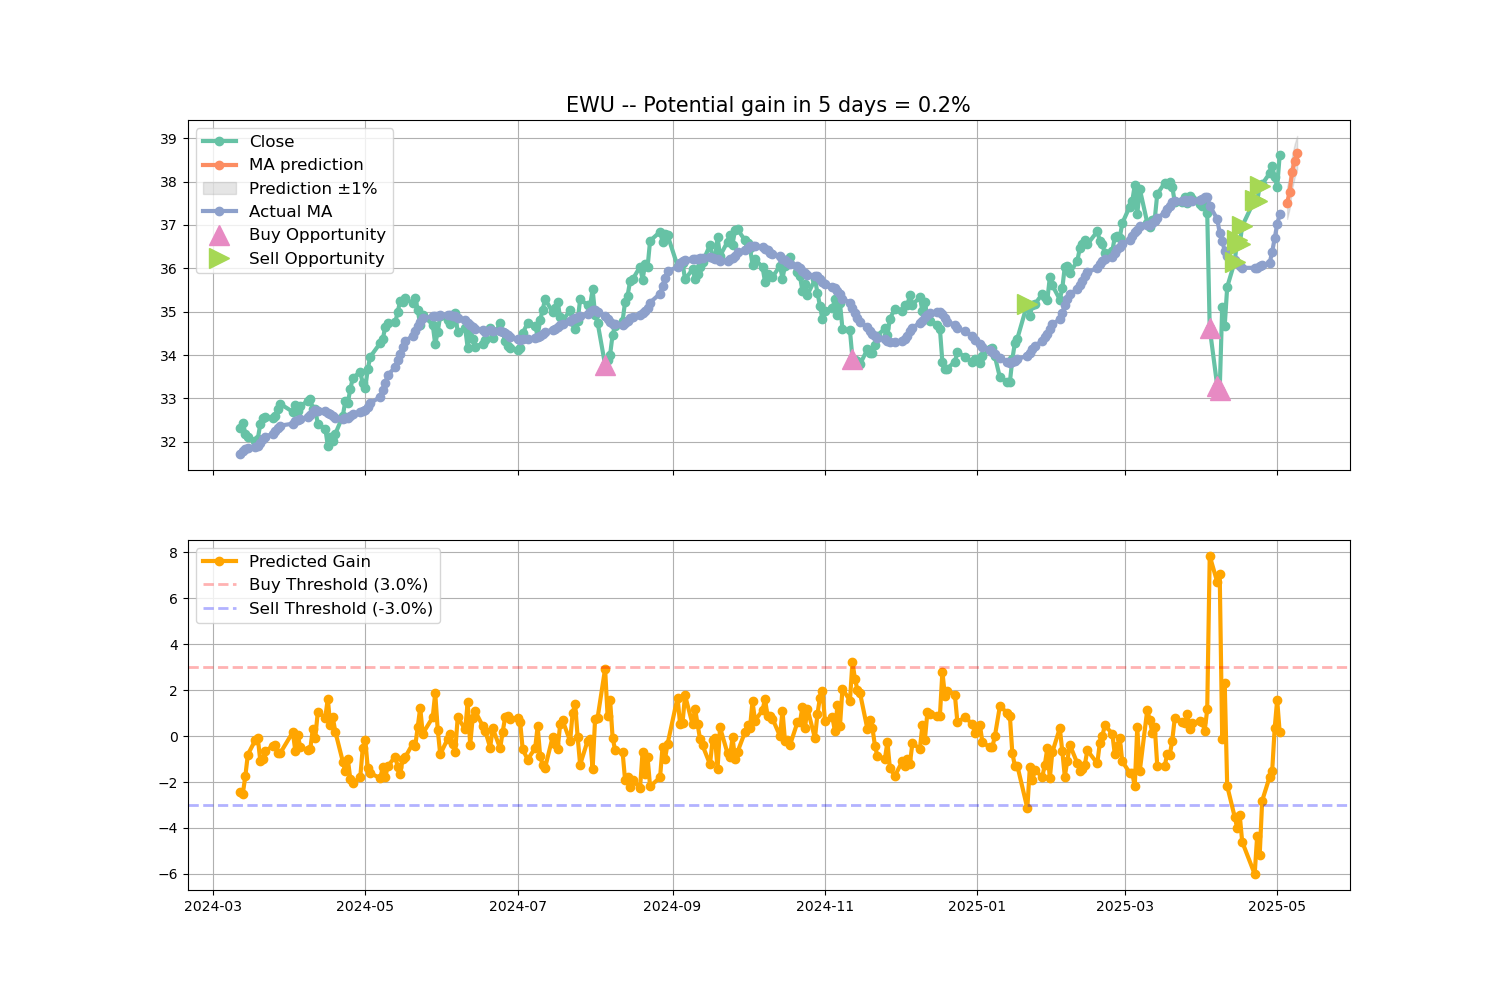 EWU -- Potential gain in 5 days = 0.2%
39
38
37
36
35
34
33
32
Close
MA prediction
Prediction ±1%
Actual MA
Buy Opportunity
Sell Opportunity
8
6
4
2
0
−2
−4
−6
Predicted Gain
Buy Threshold (3.0%)
Sell Threshold (-3.0%)
2024-03
2024-05
2024-07
2024-09
2024-11
2025-01
2025-03
2025-05